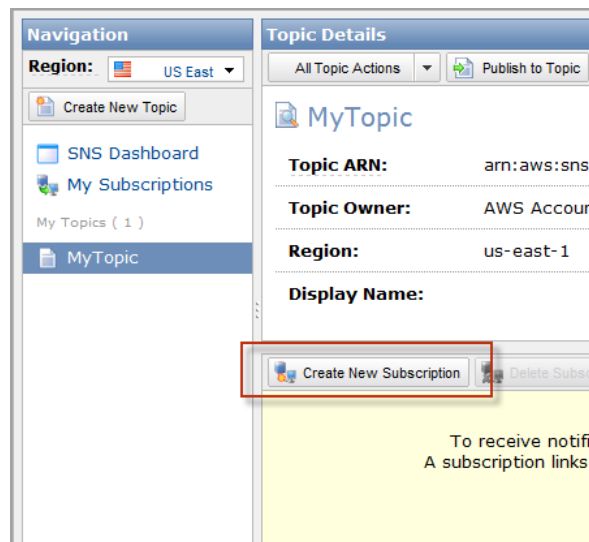 Navigation
Region: US East
Create New Topic
SNS Dashboard
My Subscriptions
My Topics ( 1 )
MyTopic
Topic Details
All Topic Actions Publish to Topic
MyTopic
Topic ARN: arn:aws:sns
Topic Owner: AWS Accou
Region: us-east-1
Display Name:
Create New Subscription Delete Subs
To receive notifi
A subscription links